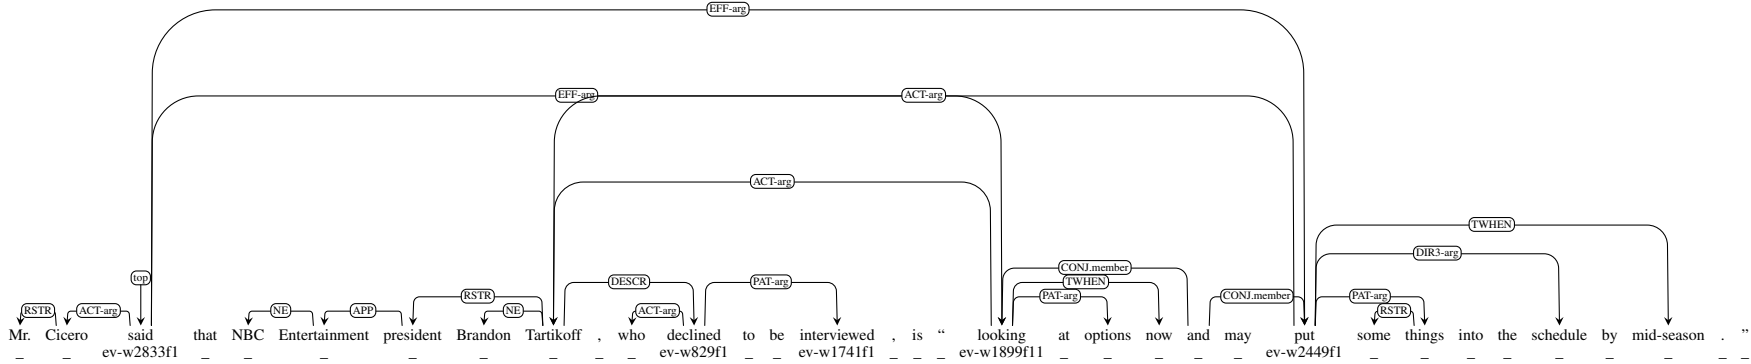 EFF-arg
EFF-arg ACT-arg
ACT-arg
TWHEN
DIR3-arg
CONJ.member
top DESCR PAT-arg TWHEN
RSTR PAT-arg CONJ.member PAT-arg
RSTR ACT-arg NE APP NE ACT-arg RSTR
Mr. Cicero said that NBC Entertainment president Brandon Tartikoff , who declined to be interviewed , is “ looking at options now and may put some things into the schedule by mid-season . ”
_ _ ev-w2833f1 _ _ _ _ _ _ _ _ ev-w829f1 _ _ ev-w1741f1 _ _ _ ev-w1899f11 _ _ _ _ _ ev-w2449f1 _ _ _ _ _ _ _ _ _